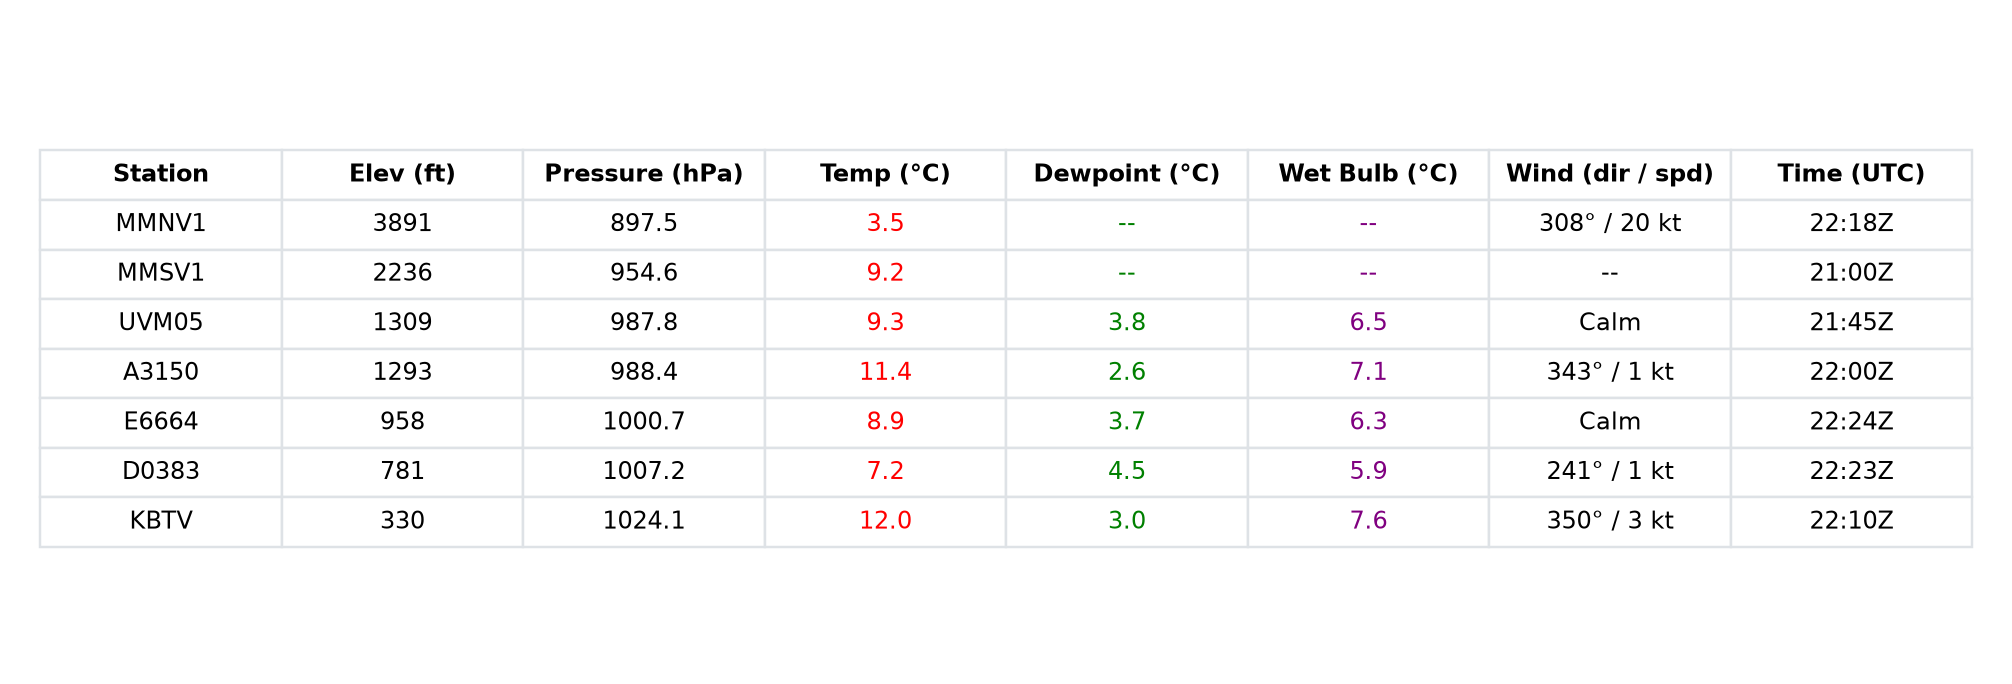 Station Elev (ft) Pressure (hPa) Temp (°C) Dewpoint (°C) Wet Bulb (°C) Wind (dir / spd) Time (UTC)
MMNV1 3891 897.5 3.5 -- -- 308° / 20 kt 22:18Z
MMSV1 2236 954.6 9.2 -- -- -- 21:00Z
UVM05 1309 987.8 9.3 3.8 6.5 Calm 21:45Z
A3150 1293 988.4 11.4 2.6 7.1 343° / 1 kt 22:00Z
E6664 958 1000.7 8.9 3.7 6.3 Calm 22:24Z
D0383 781 1007.2 7.2 4.5 5.9 241° / 1 kt 22:23Z
KBTV 330 1024.1 12.0 3.0 7.6 350° / 3 kt 22:10Z